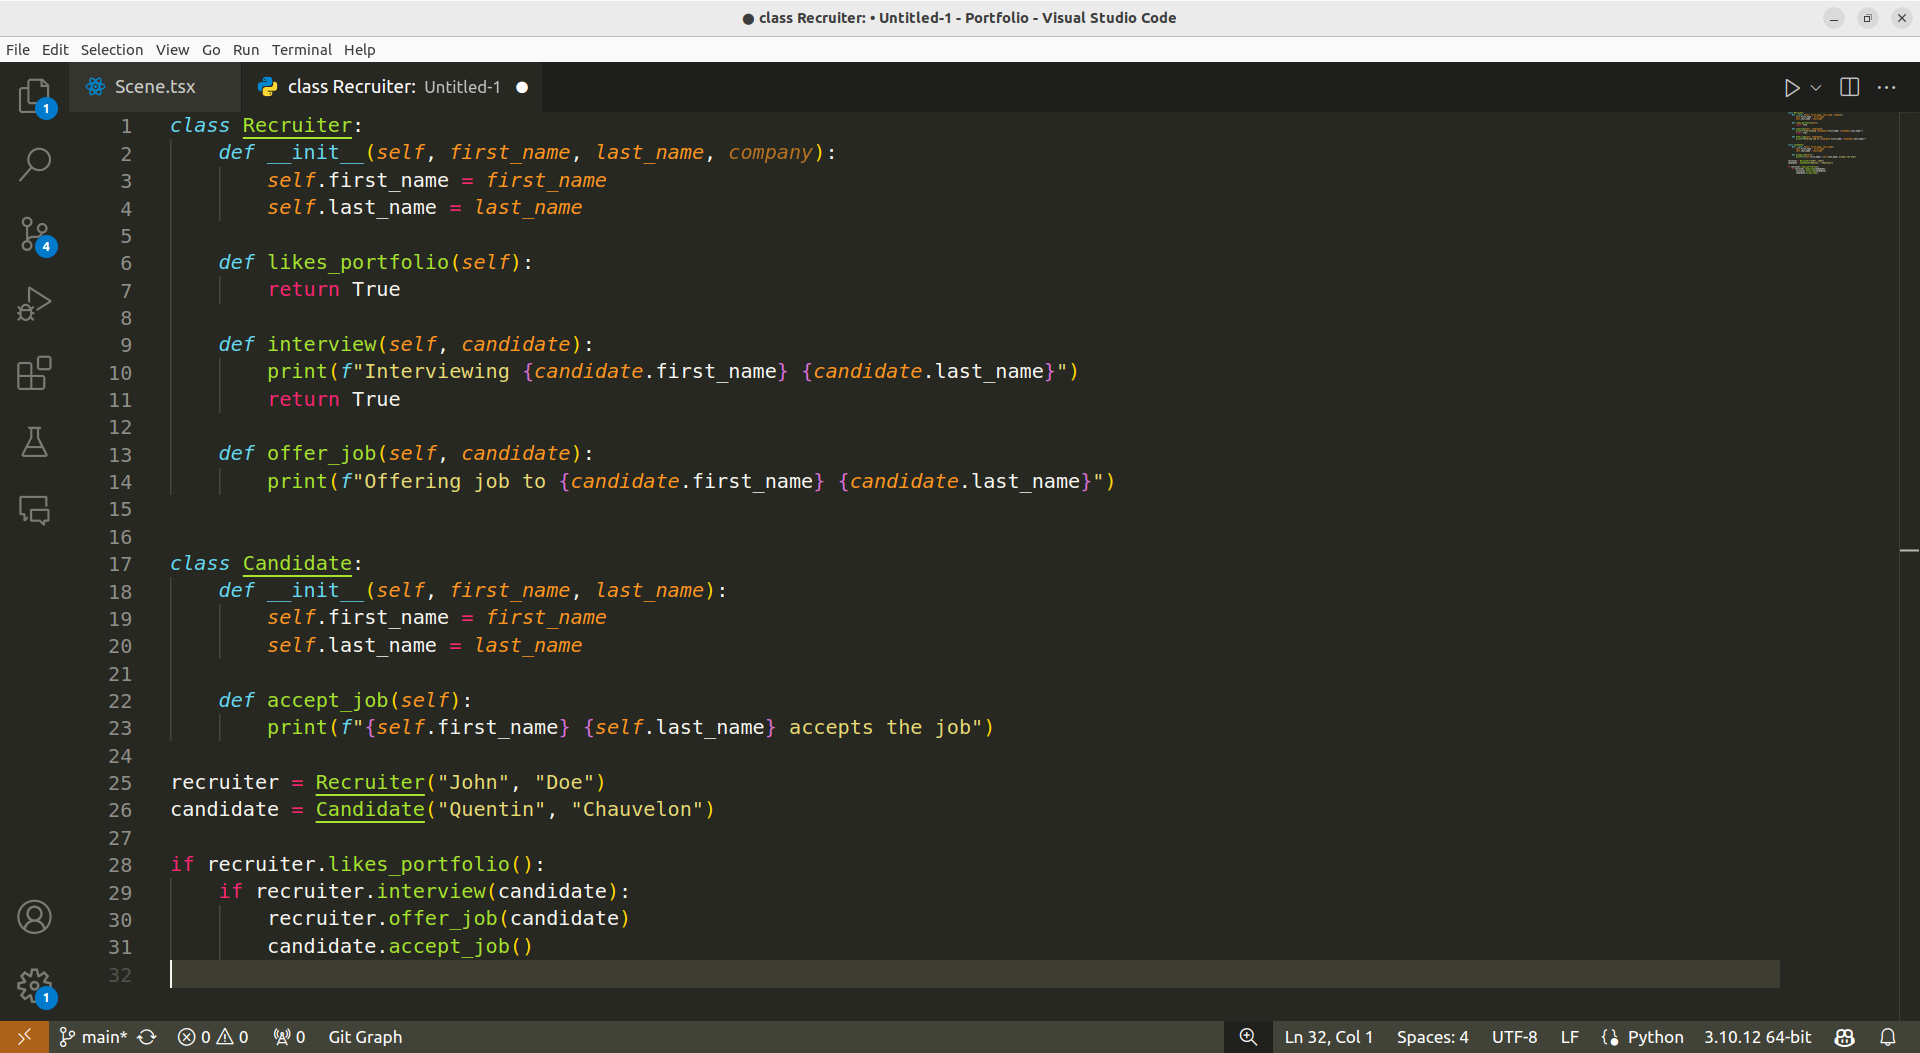 ● class Recruiter: • Untitled-1 - Portfolio - Visual Studio Code
File Edit Selection View Go Run Terminal Help
Scene.tsx class Recruiter: Untitled-1
1 class Recruiter:
2     def __init__(self, first_name, last_name, company):
3         self.first_name = first_name
4         self.last_name = last_name
5
6     def likes_portfolio(self):
7         return True
8
9     def interview(self, candidate):
10         print(f"Interviewing {candidate.first_name} {candidate.last_name}")
11         return True
12
13     def offer_job(self, candidate):
14         print(f"Offering job to {candidate.first_name} {candidate.last_name}")
15
16
17 class Candidate:
18     def __init__(self, first_name, last_name):
19         self.first_name = first_name
20         self.last_name = last_name
21
22     def accept_job(self):
23         print(f"{self.first_name} {self.last_name} accepts the job")
24
25 recruiter = Recruiter("John", "Doe")
26 candidate = Candidate("Quentin", "Chauvelon")
27
28 if recruiter.likes_portfolio():
29     if recruiter.interview(candidate):
30         recruiter.offer_job(candidate)
31         candidate.accept_job()
32
1
4
1
main* 0 0 0 Git Graph Ln 32, Col 1 Spaces: 4 UTF-8 LF Python 3.10.12 64-bit